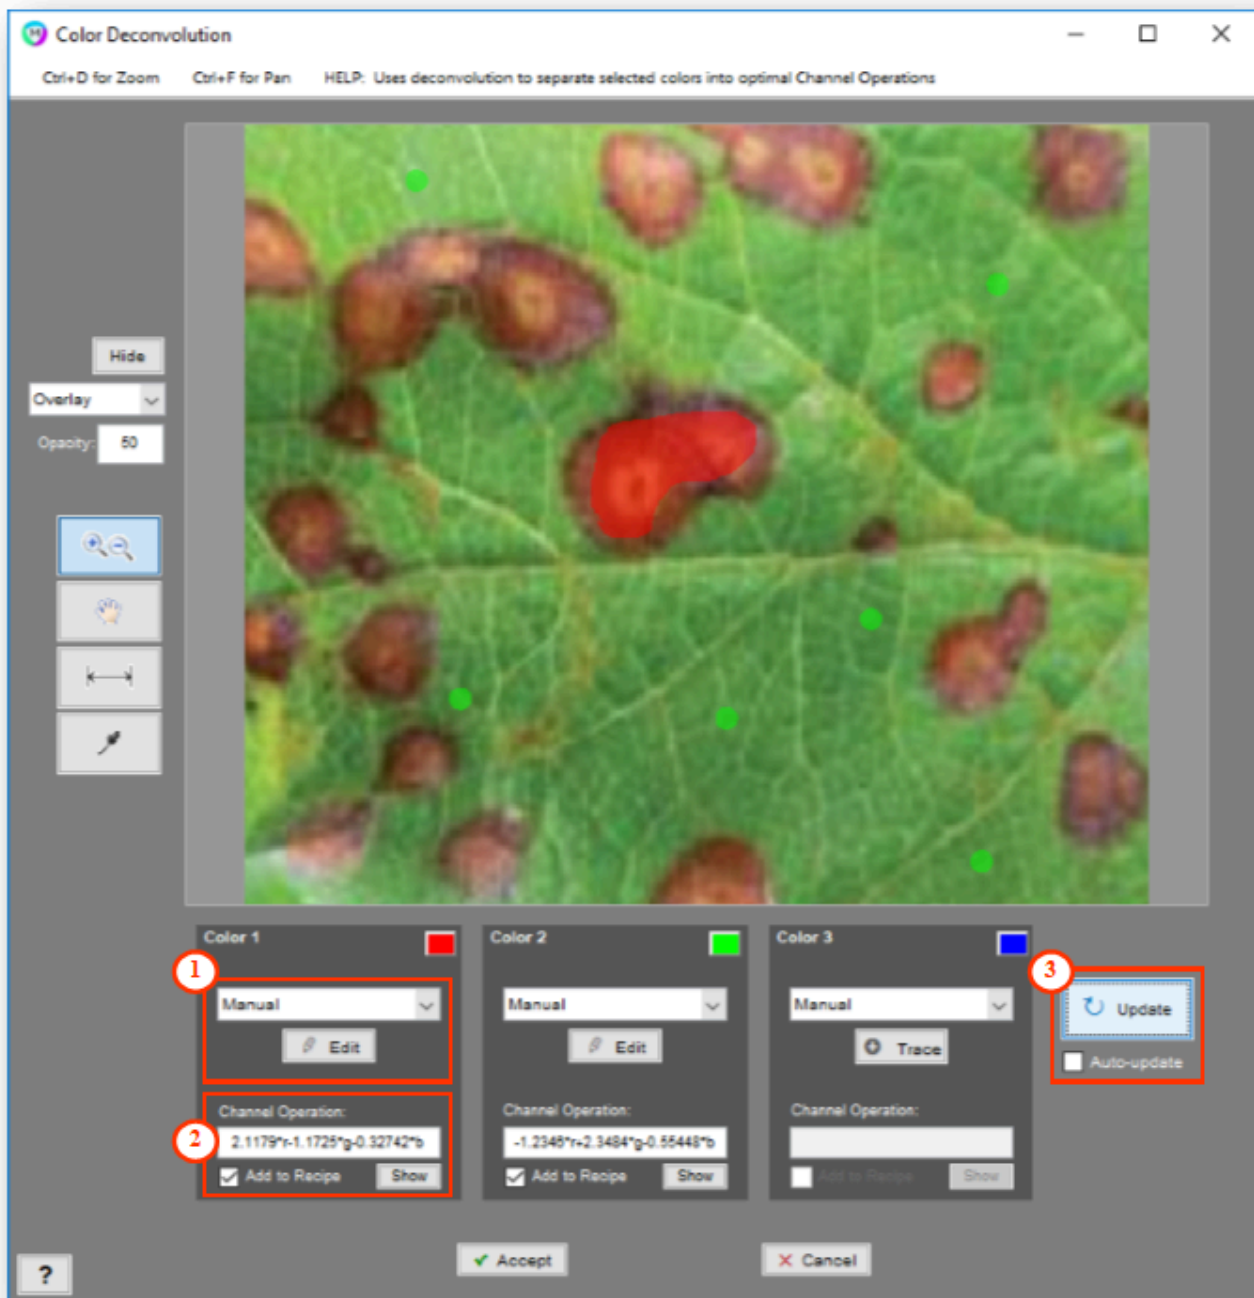 Color Deconvolution
Ctrl+D for Zoom Ctrl+F for Pan HELP: Uses deconvolution to separate selected colors into optimal Channel Operations
Hide
Overlay
Opacity: 50
Color 1 Color 2 Color 3
1 3
Manual Manual Manual Update
Edit Edit Trace Auto-update
Channel Operation: Channel Operation: Channel Operation:
2 2.1179*r-1.1725*g-0.32742*b -1.2346*r+2.3484*g-0.55448*b
Add to Recipe Show Add to Recipe Show Add to Recipe Show
Accept Cancel
?